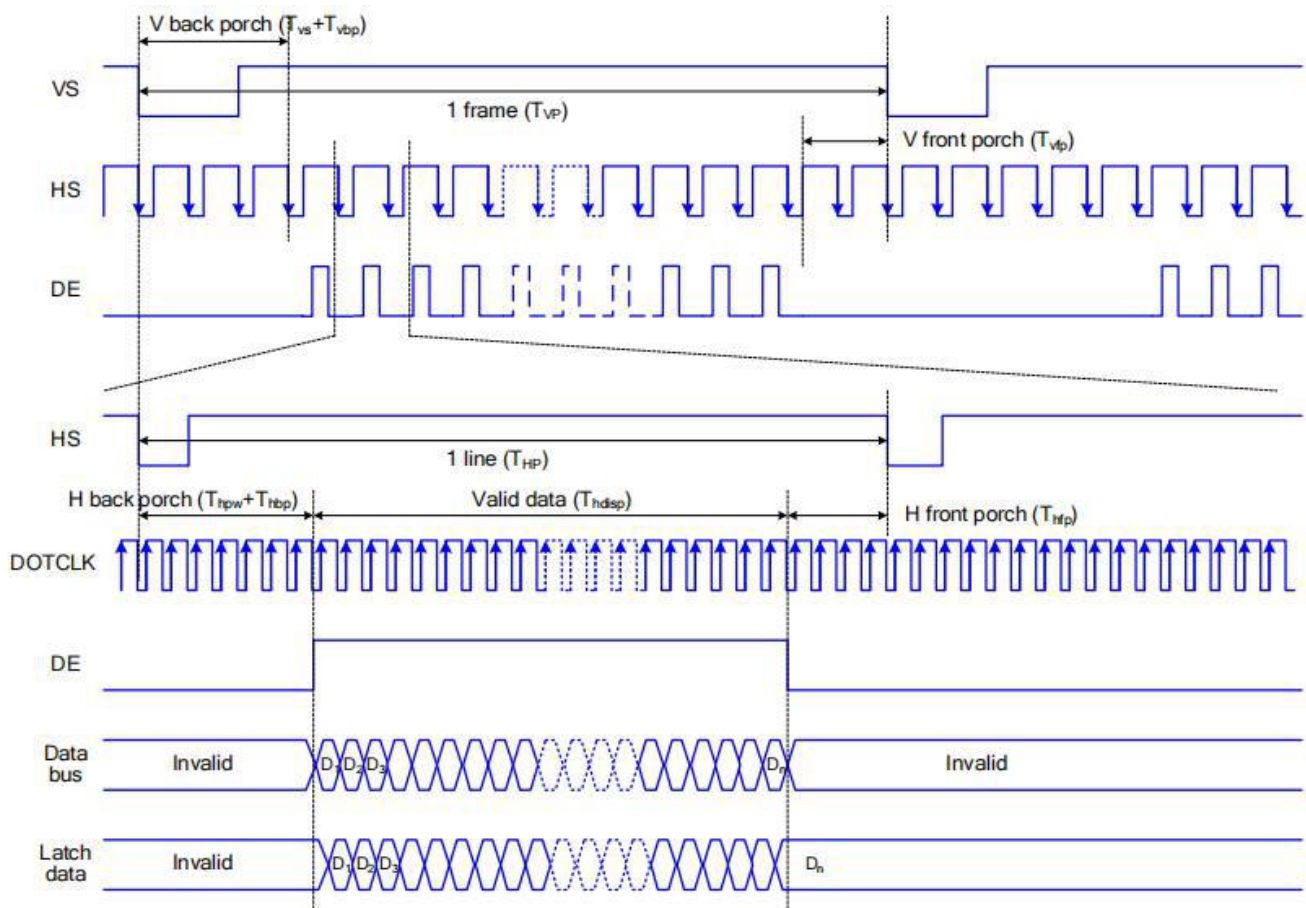 V back porch (Tvs+Tvbp)
VS
1 frame (TVP)
V front porch (Tvfp)
HS
DE
HS
1 line (THP)
H back porch (Thpw+Thbp)
Valid data (Thdisp)
H front porch (Thfp)
DOTCLK
DE
Data
bus
Invalid
D1 D2 D3
Dn
Invalid
Latch
data
Invalid
D1 D2 D3
Dn